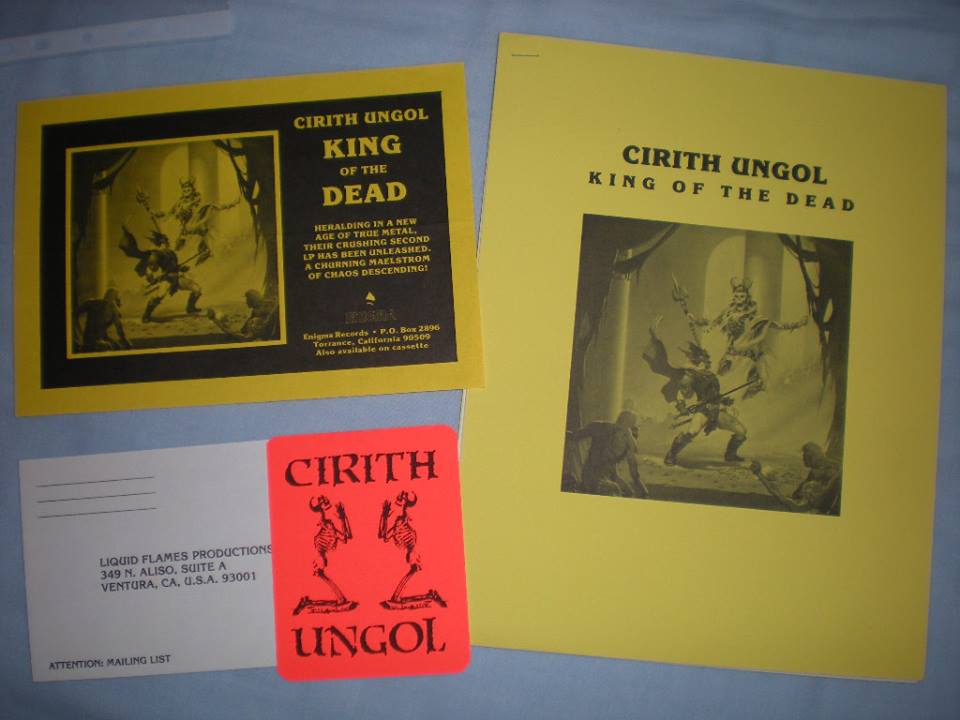 CIRITH UNGOL
KING
OF THE
DEAD
HERALDING IN A NEW
AGE OF TRUE METAL,
THEIR CRUSHING SECOND
LP HAS BEEN UNLEASHED.
A CHURNING MAELSTROM
OF CHAOS DESCENDING!
ENIGMA
Enigma Records • P.O. Box 2896
Torrance, California 90509
Also available on cassette
CIRITH UNGOL
KING OF THE DEAD
LIQUID FLAMES PRODUCTIONS
349 N. ALISO, SUITE A
VENTURA, CA, U.S.A. 93001
ATTENTION: MAILING LIST
CIRITH
UNGOL